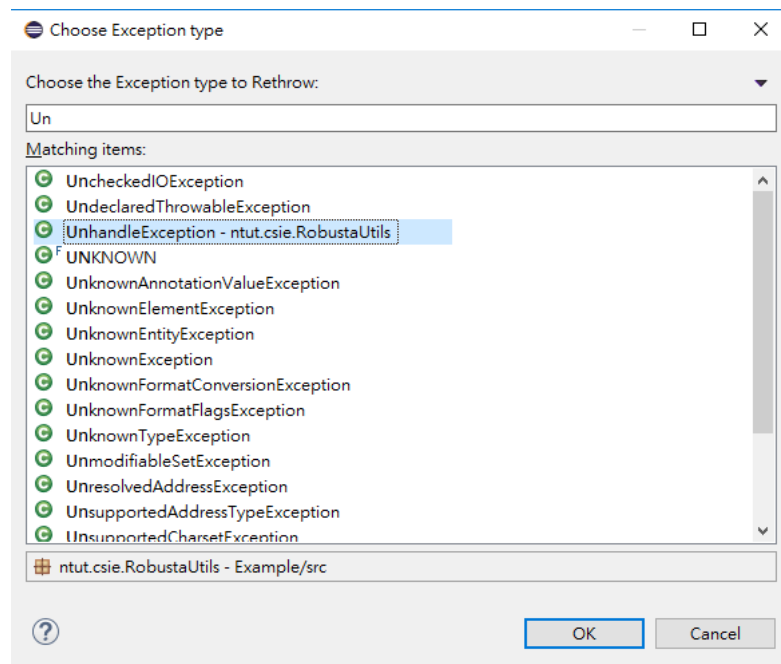 Choose Exception type
Choose the Exception type to Rethrow:
Un
Matching items:
UncheckedIOException
UndeclaredThrowableException
UnhandleException - ntut.csie.RobustaUtils
F UNKNOWN
UnknownAnnotationValueException
UnknownElementException
UnknownEntityException
UnknownException
UnknownFormatConversionException
UnknownFormatFlagsException
UnknownTypeException
UnmodifiableSetException
UnresolvedAddressException
UnsupportedAddressTypeException
UnsupportedCharsetException
ntut.csie.RobustaUtils - Example/src
OK Cancel